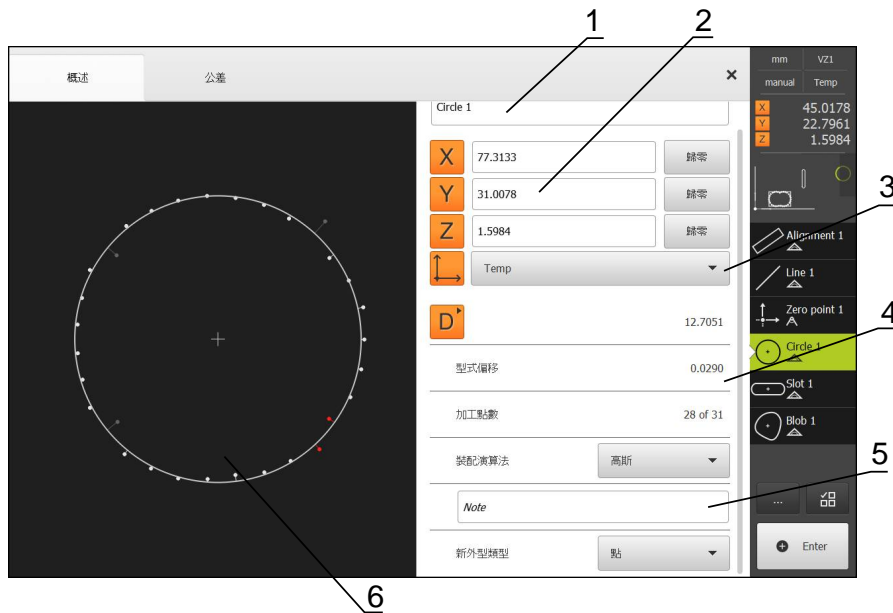 1
2
概述
公差
×
mm
VZ1
manual
Temp
X
45.0178
Y
22.7961
Z
1.5984
Circle 1
X
77.3133
歸零
Y
31.0078
歸零
Z
1.5984
歸零
Temp
3
D
12.7051
4
型式偏移
0.0290
加工點數
28 of 31
裝配演算法
高斯
5
Note
新外型類型
點
6
Alignment 1
Line 1
Zero point 1
Circle 1
Slot 1
Blob 1
...
Enter